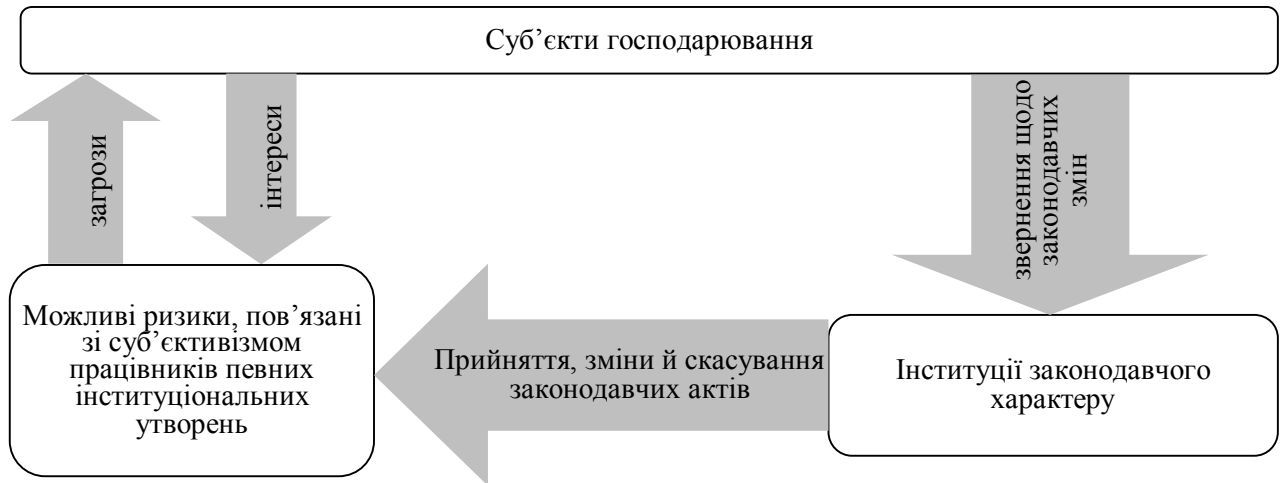 Суб’єкти господарювання
загрози
інтереси
звернення щодо
законодавчих
змін
Можливі ризики, пов’язані
зі суб’єктивізмом
працівників певних
інституціональних
утворень
Прийняття, зміни й скасування
законодавчих актів
Інституції законодавчого
характеру